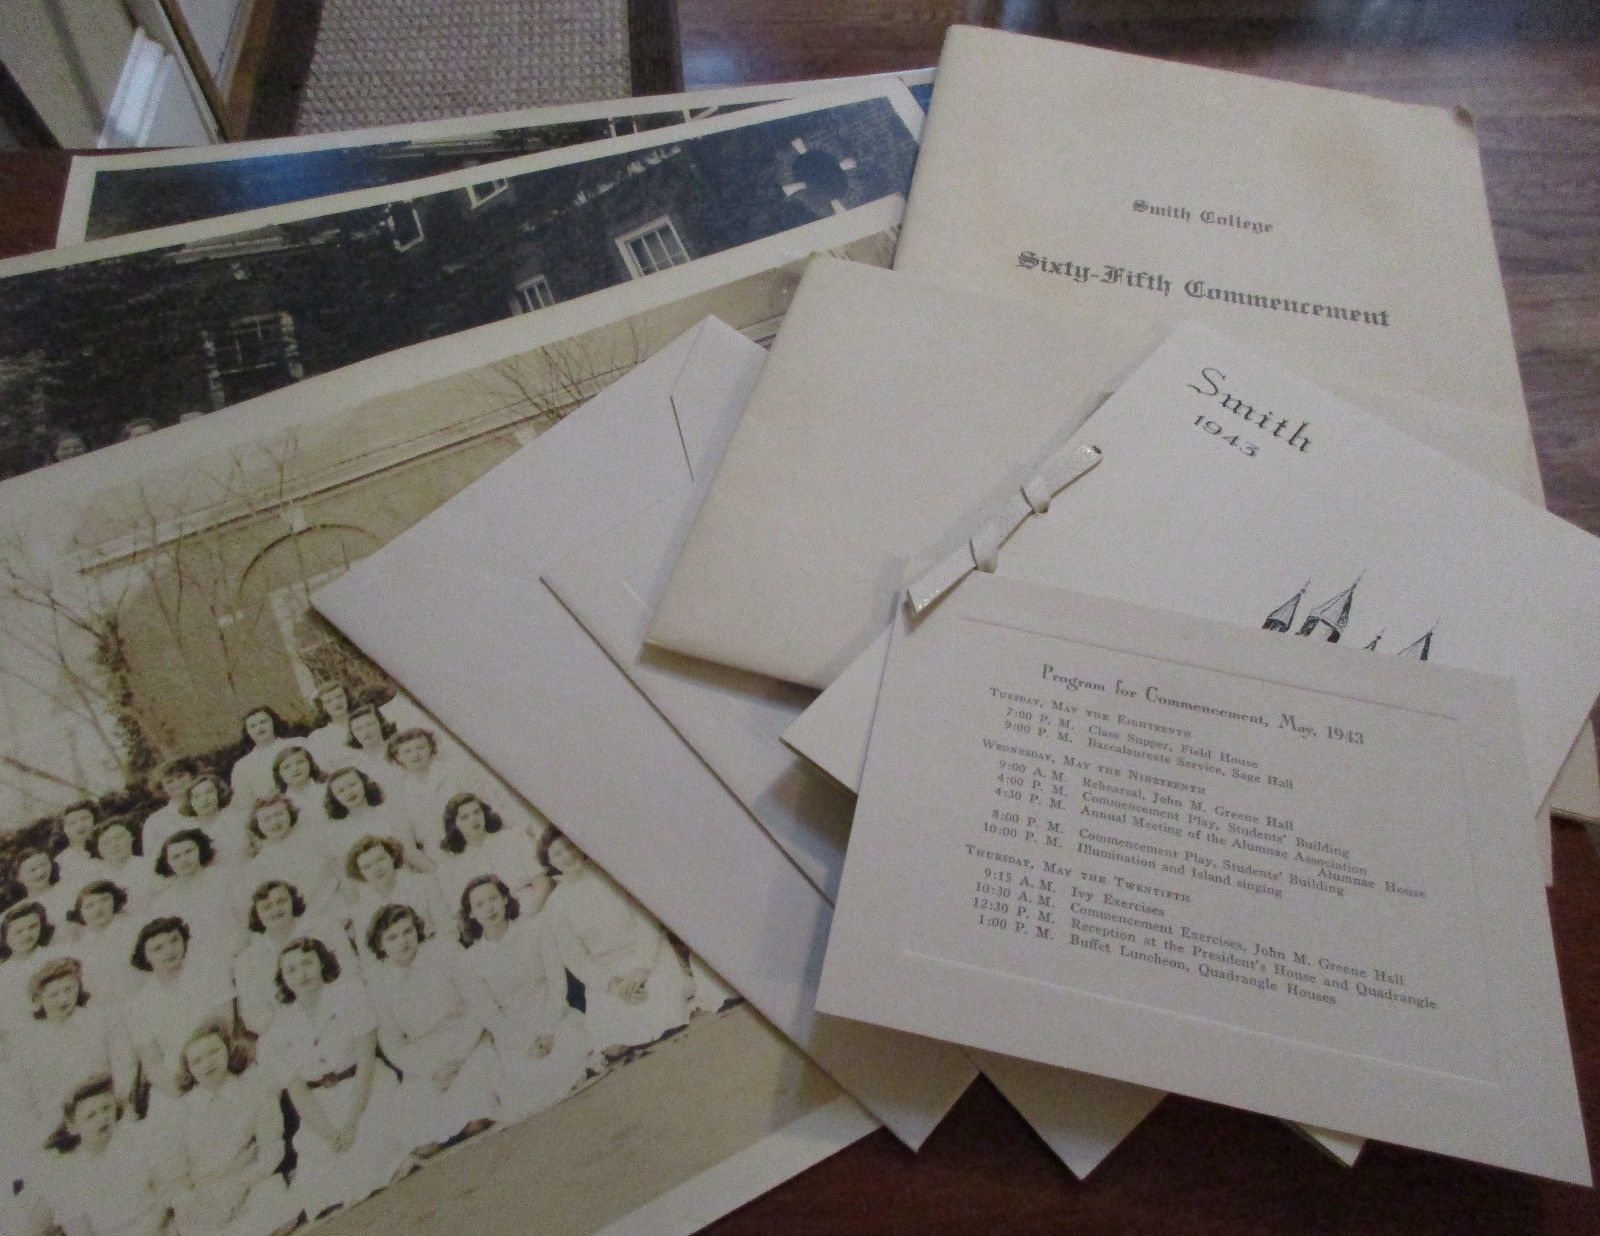 Smith College
Sixty-Fifth Commencement
Smith
1943
Program for Commencement, May, 1943
Tuesday, May the Eighteenth
7:00 P. M. Class Supper, Field House
9:00 P. M. Baccalaureate Service, Sage Hall
Wednesday, May the Nineteenth
9:00 A. M. Rehearsal, John M. Greene Hall
4:00 P. M. Commencement Play, Students' Building
4:30 P. M. Annual Meeting of the Alumnae Association
Alumnae House
8:00 P. M. Commencement Play, Students' Building
10:00 P. M. Illumination and Island singing
Thursday, May the Twentieth
9:15 A. M. Ivy Exercises
10:30 A. M. Commencement Exercises, John M. Greene Hall
12:30 P. M. Reception at the President's House and Quadrangle
1:00 P. M. Buffet Luncheon, Quadrangle Houses